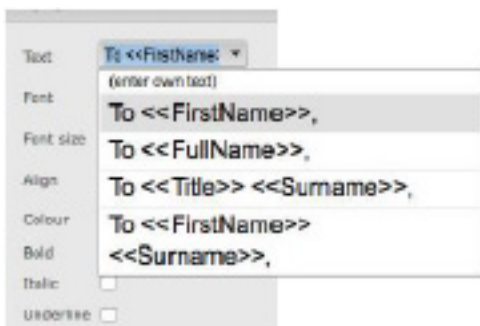 Text To <<FirstName:
(enter own text)
Font To <<FirstName>>,
Font size To <<FullName>>,
Align To <<Title>> <<Surname>>,
Colour To <<FirstName>>
Bold <<Surname>>,
Italic
Underline